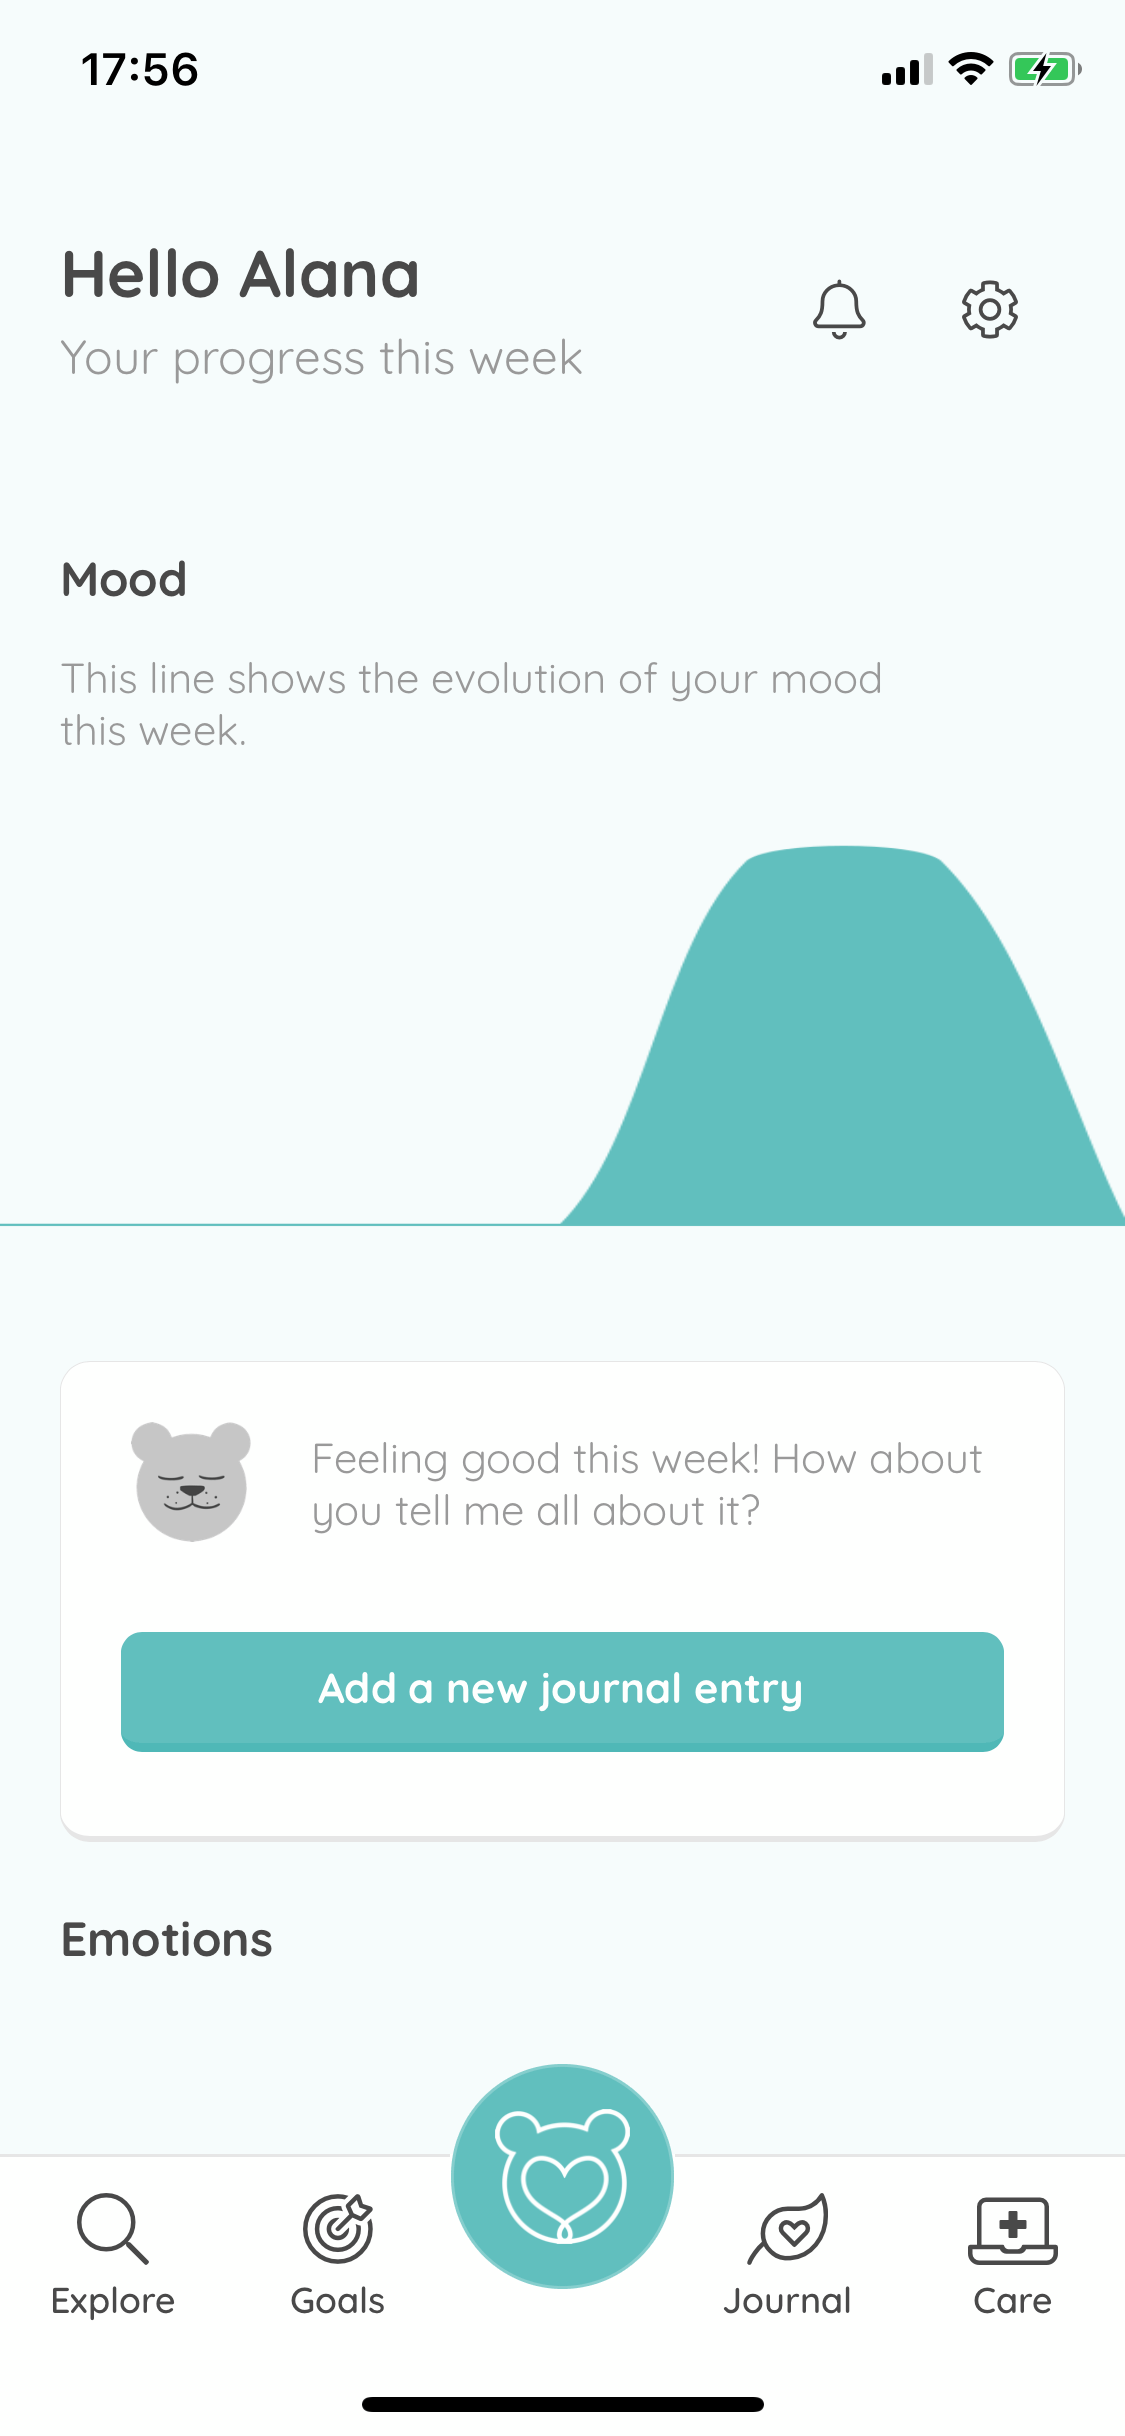 17:56
Hello Alana
Your progress this week
Mood
This line shows the evolution of your mood
this week.
Feeling good this week! How about
you tell me all about it?
Add a new journal entry
Emotions
Explore
Goals
Journal
Care